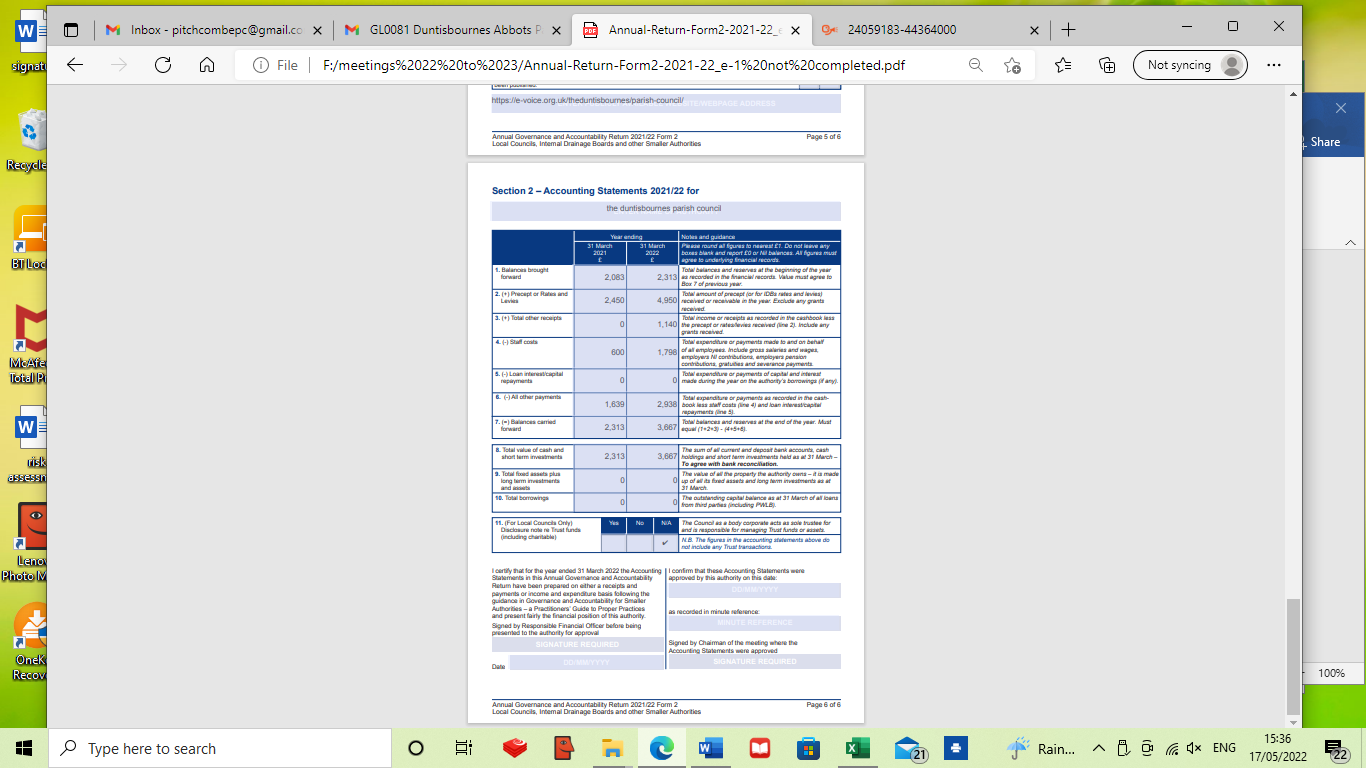 signatu
Recycle
BT Loc
McAfe
Total Pr
risk
assessn
Leno
Photo M
OneK
Recov
Inbox - pitchcombepc@gmail.co
GL0081 Duntisbournes Abbots P
Annual-Return-Form2-2021-22_e
24059183-44364000
File
F:/meetings%2022%20to%2023/Annual-Return-Form2-2021-22_e-1%20not%20completed.pdf
Not syncing
Share
been published.
https://e-voice.org.uk/theduntisbournes/parish-council/ SITE/WEBPAGE ADDRESS
Annual Governance and Accountability Return 2021/22 Form 2 Page 5 of 6
Local Councils, Internal Drainage Boards and other Smaller Authorities
Section 2 – Accounting Statements 2021/22 for
the duntisbournes parish council
Year ending
Notes and guidance
31 March
2021
£
31 March
2022
£
Please round all figures to nearest £1. Do not leave any
boxes blank and report £0 or Nil balances. All figures must
agree to underlying financial records.
1. Balances brought
forward
2,083
2,313
Total balances and reserves at the beginning of the year
as recorded in the financial records. Value must agree to
Box 7 of previous year.
2. (+) Precept or Rates and
Levies
2,450
4,950
Total amount of precept (or for IDBs rates and levies)
received or receivable in the year. Exclude any grants
received.
3. (+) Total other receipts
0
1,140
Total income or receipts as recorded in the cashbook less
the precept or rates/levies received (line 2). Include any
grants received.
4. (-) Staff costs
600
1,798
Total expenditure or payments made to and on behalf
of all employees. Include gross salaries and wages,
employers NI contributions, employers pension
contributions, gratuities and severance payments.
5. (-) Loan interest/capital
repayments
0
0
Total expenditure or payments of capital and interest
made during the year on the authority's borrowings (if any).
6. (-) All other payments
1,639
2,938
Total expenditure or payments as recorded in the cash-
book less staff costs (line 4) and loan interest/capital
repayments (line 5).
7. (=) Balances carried
forward
2,313
3,667
Total balances and reserves at the end of the year. Must
equal (1+2+3) - (4+5+6).
8. Total value of cash and
short term investments
2,313
3,667
The sum of all current and deposit bank accounts, cash
holdings and short term investments held as at 31 March –
To agree with bank reconciliation.
9. Total fixed assets plus
long term investments
and assets
0
0
The value of all the property the authority owns – it is made
up of all its fixed assets and long term investments as at
31 March.
10. Total borrowings
0
0
The outstanding capital balance as at 31 March of all loans
from third parties (including PWLB).
11. (For Local Councils Only)
Disclosure note re Trust funds
(including charitable)
Yes No N/A
✔
The Council as a body corporate acts as sole trustee for
and is responsible for managing Trust funds or assets.
N.B. The figures in the accounting statements above do
not include any Trust transactions.
I certify that for the year ended 31 March 2022 the Accounting
Statements in this Annual Governance and Accountability
Return have been prepared on either a receipts and
payments or income and expenditure basis following the
guidance in Governance and Accountability for Smaller
Authorities – a Practitioners' Guide to Proper Practices
and present fairly the financial position of this authority.
Signed by Responsible Financial Officer before being
presented to the authority for approval
SIGNATURE REQUIRED
Date DD/MM/YYYY
I confirm that these Accounting Statements were
approved by this authority on this date:
DD/MM/YYYY
as recorded in minute reference:
MINUTE REFERENCE
Signed by Chairman of the meeting where the
Accounting Statements were approved
SIGNATURE REQUIRED
Annual Governance and Accountability Return 2021/22 Form 2 Page 6 of 6
Local Councils, Internal Drainage Boards and other Smaller Authorities
100%
Type here to search
21
Rain...
ENG
15:36
17/05/2022
22